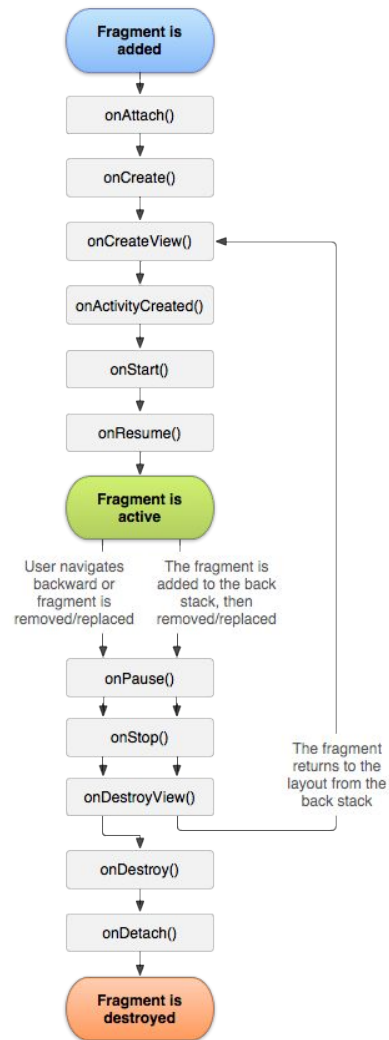 Fragment is
added
onAttach()
onCreate()
onCreateView()
onActivityCreated()
onStart()
onResume()
Fragment is
active
User navigates
backward or
fragment is
removed/replaced
The fragment is
added to the back
stack, then
removed/replaced
onPause()
onStop()
onDestroyView()
The fragment
returns to the
layout from the
back stack
onDestroy()
onDetach()
Fragment is
destroyed